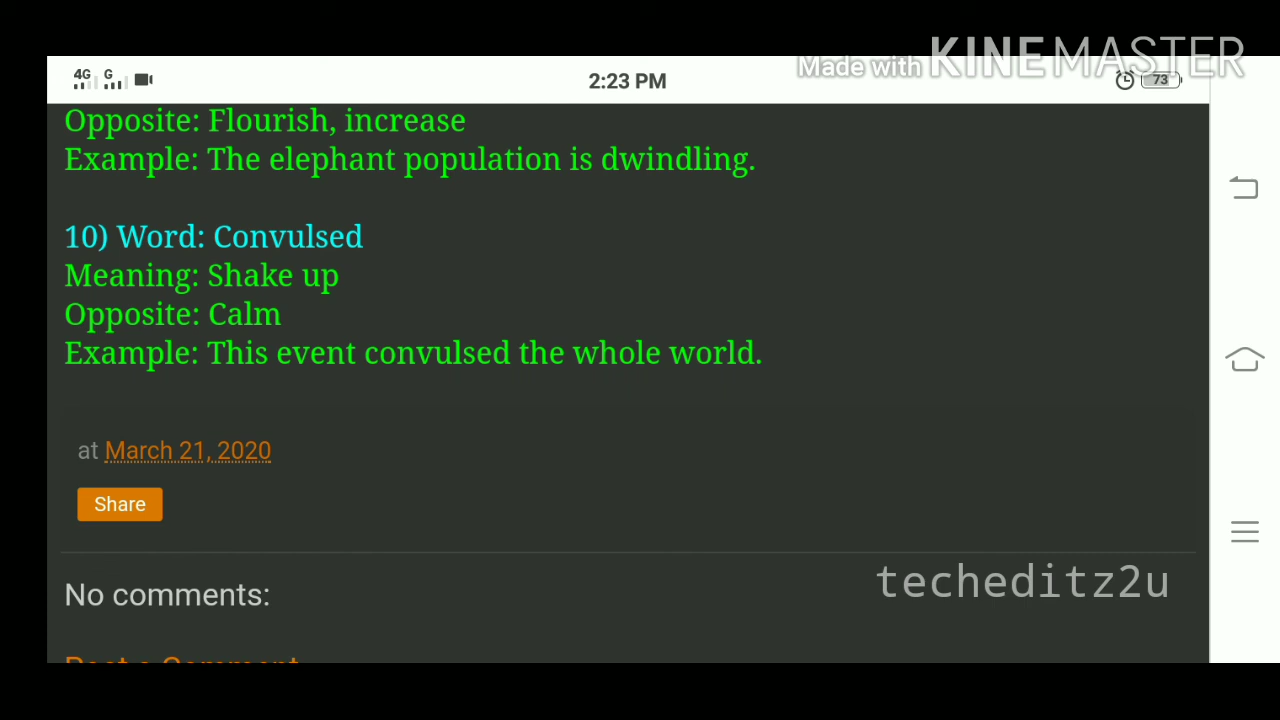 Made with KINEMASTER
4G G 2:23 PM 73
Opposite: Flourish, increase
Example: The elephant population is dwindling.
10) Word: Convulsed
Meaning: Shake up
Opposite: Calm
Example: This event convulsed the whole world.
at March 21, 2020
Share
techeditz2u
No comments:
Post a Comment